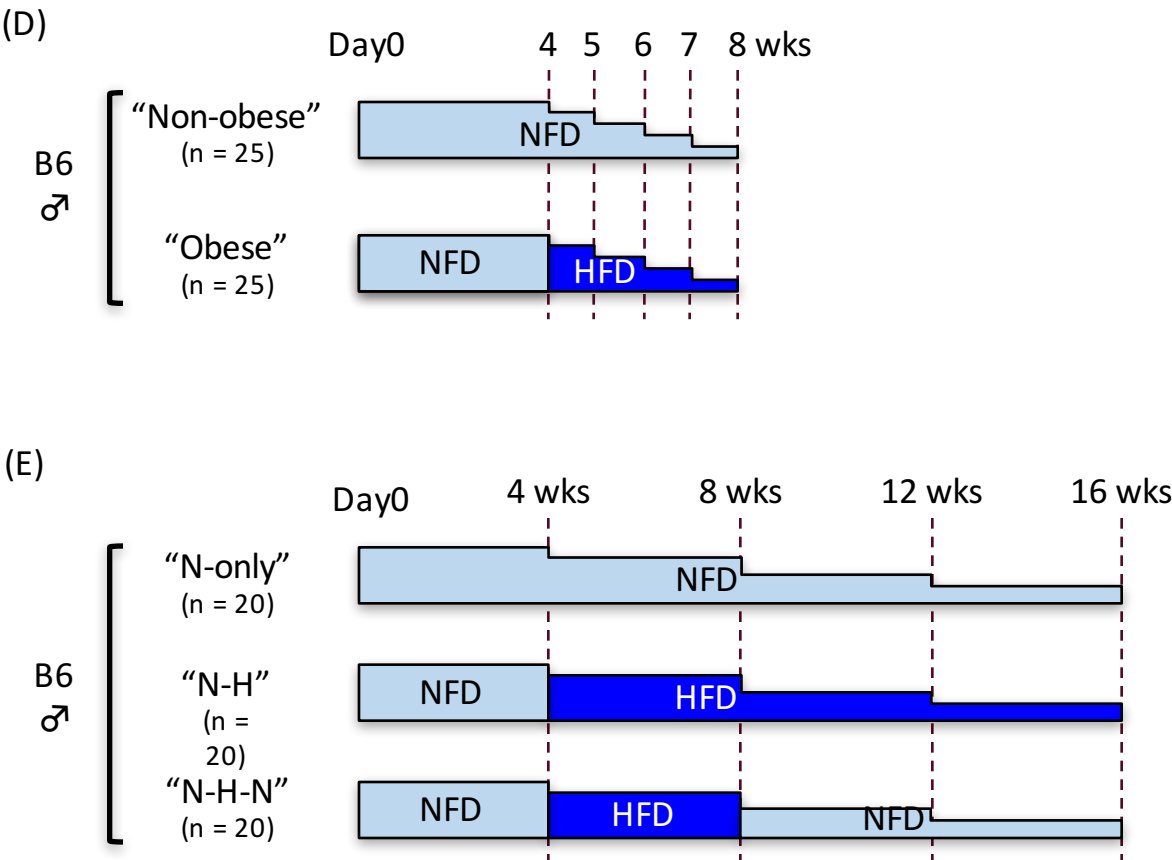 (D)
Day0 4 5 6 7 8 wks
B6
♂
“Non-obese”
(n = 25)
NFD
“Obese”
(n = 25)
NFD
HFD
(E)
Day0 4 wks 8 wks 12 wks 16 wks
B6
♂
“N-only”
(n = 20)
NFD
“N-H”
(n =
20)
NFD
HFD
“N-H-N”
(n = 20)
NFD
HFD
NFD